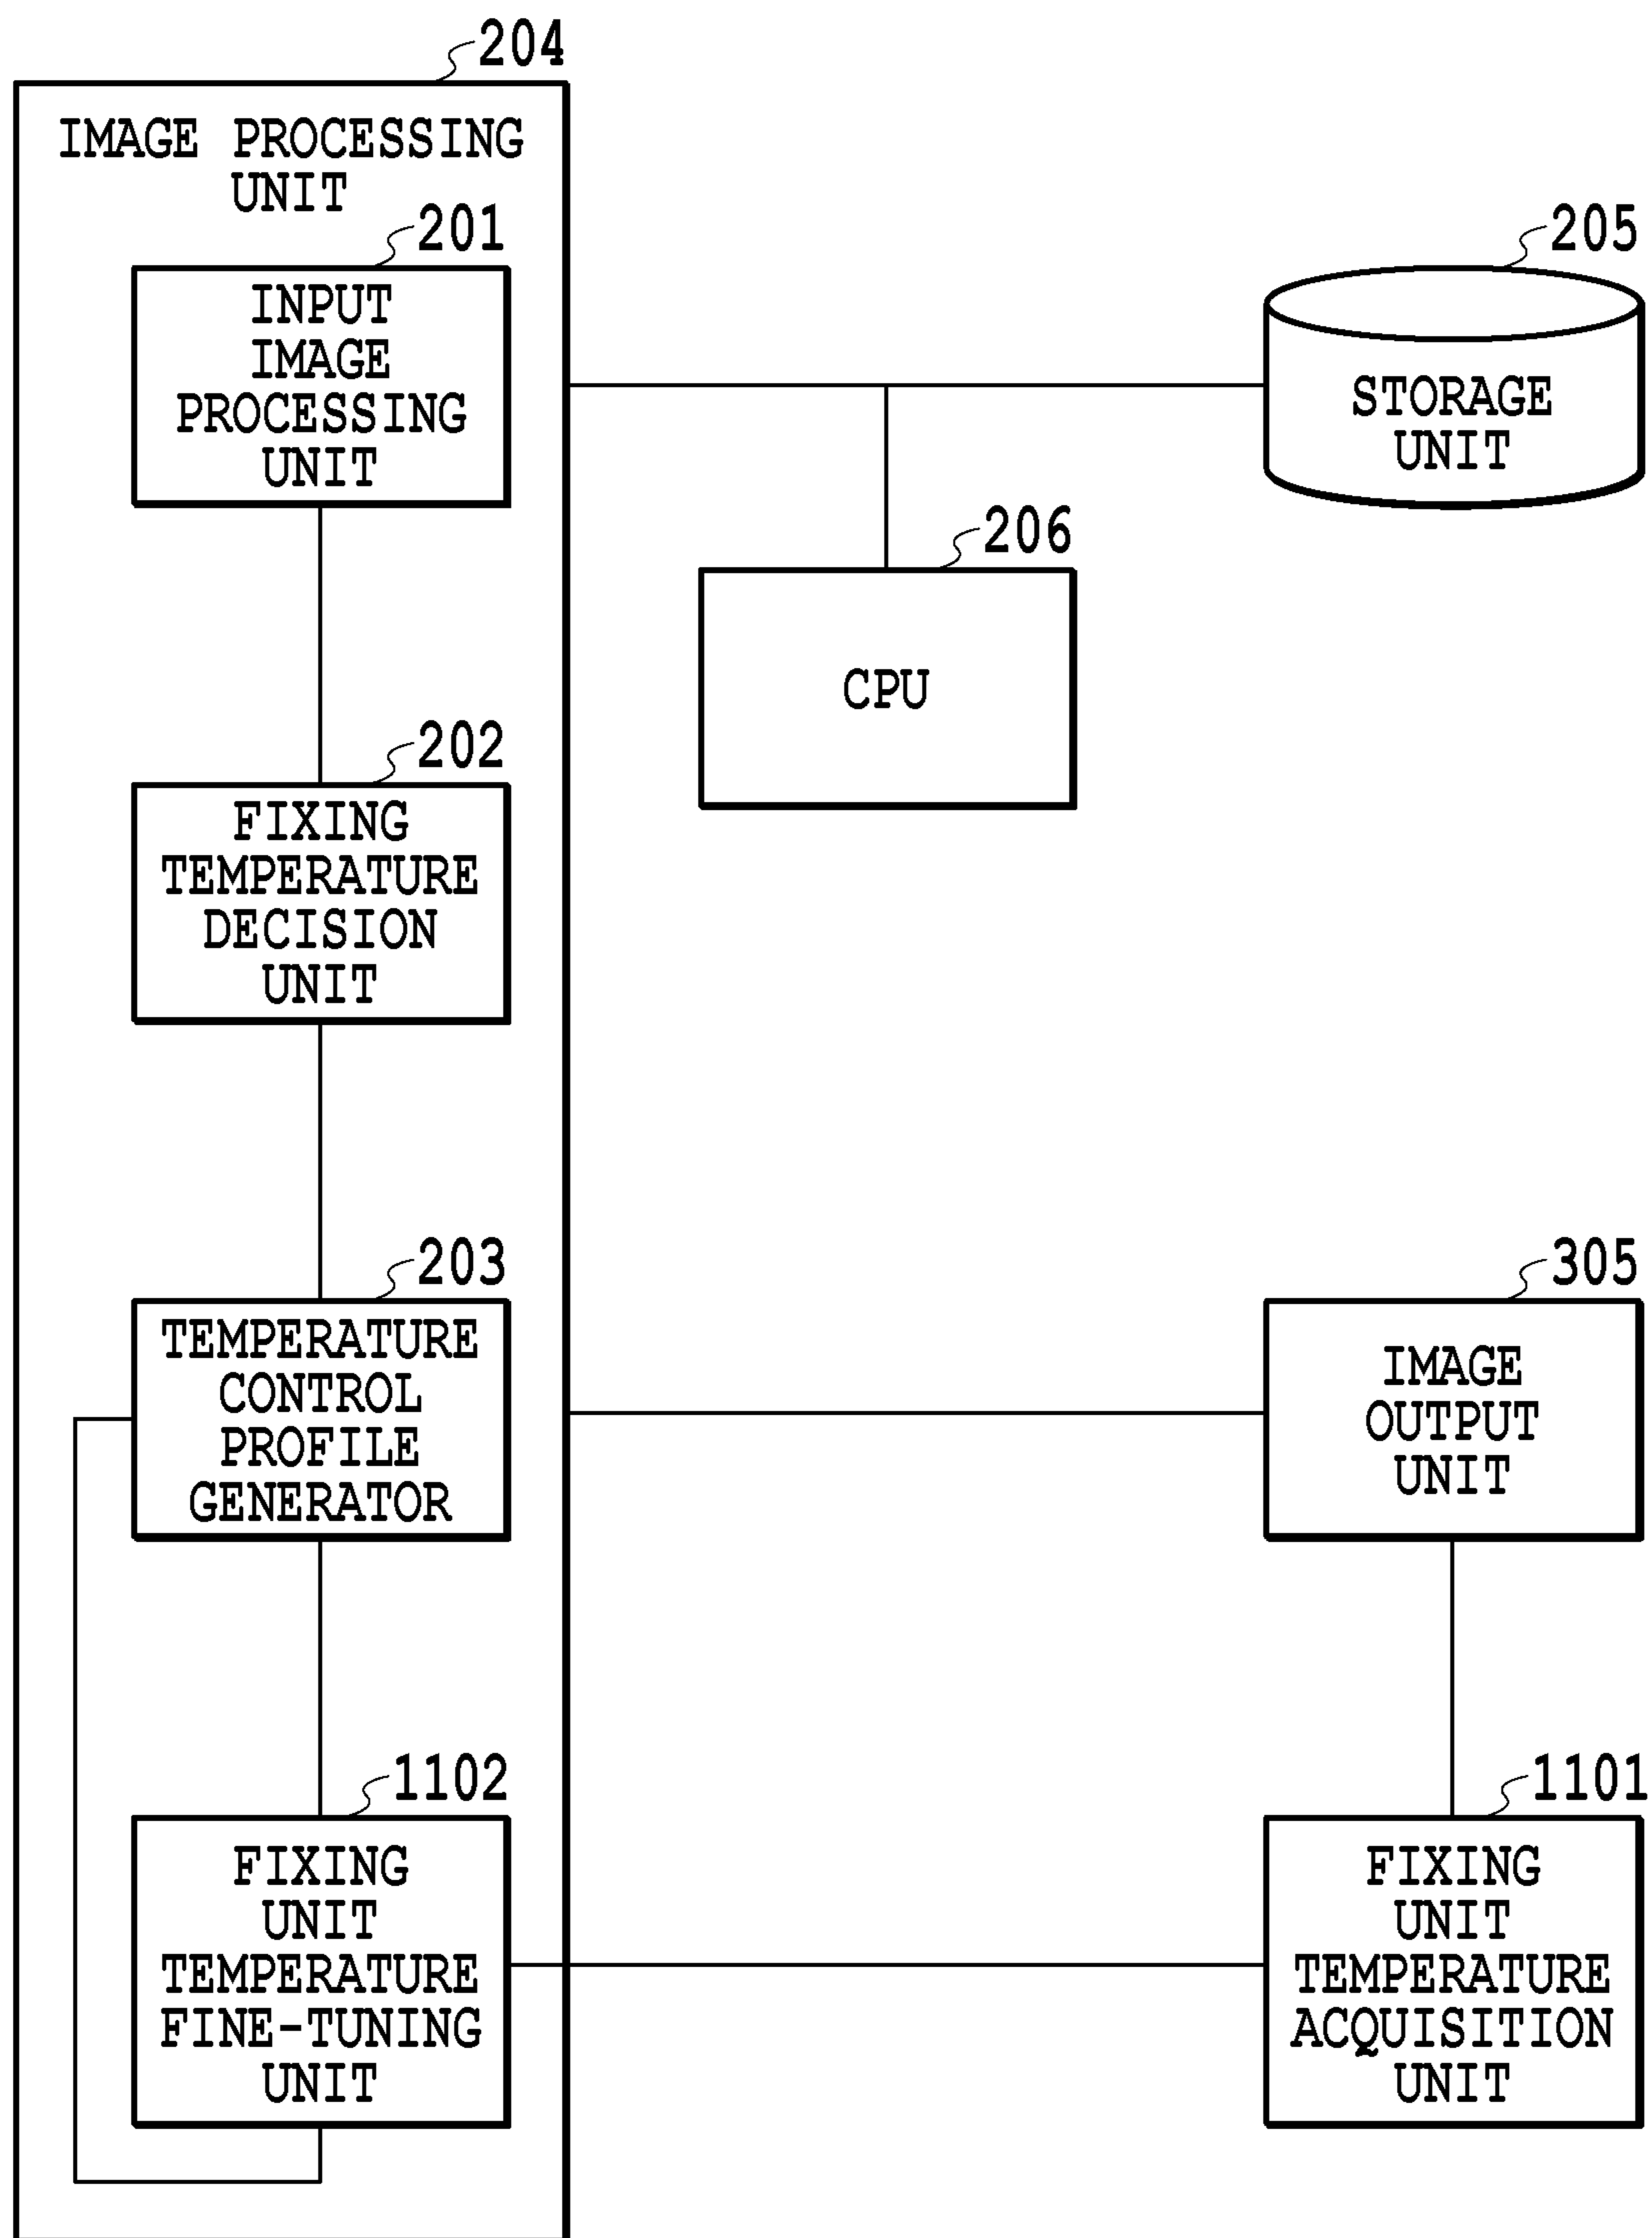 204
IMAGE PROCESSING
UNIT
201
INPUT
IMAGE
PROCESSING
UNIT
205
STORAGE
UNIT
206
CPU
202
FIXING
TEMPERATURE
DECISION
UNIT
203
TEMPERATURE
CONTROL
PROFILE
GENERATOR
305
IMAGE
OUTPUT
UNIT
1102
FIXING
UNIT
TEMPERATURE
FINE-TUNING
UNIT
1101
FIXING
UNIT
TEMPERATURE
ACQUISITION
UNIT